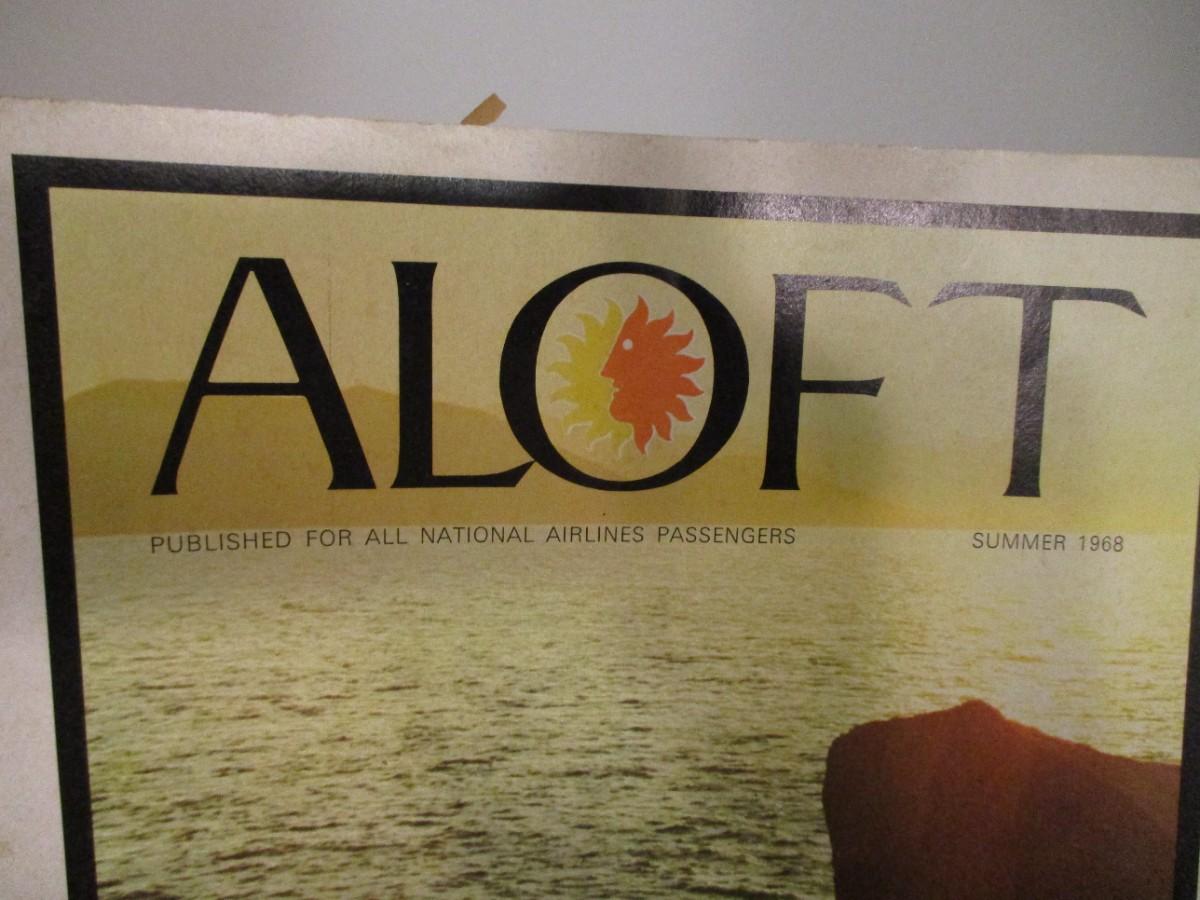 ALOFT
PUBLISHED FOR ALL NATIONAL AIRLINES PASSENGERS SUMMER 1968